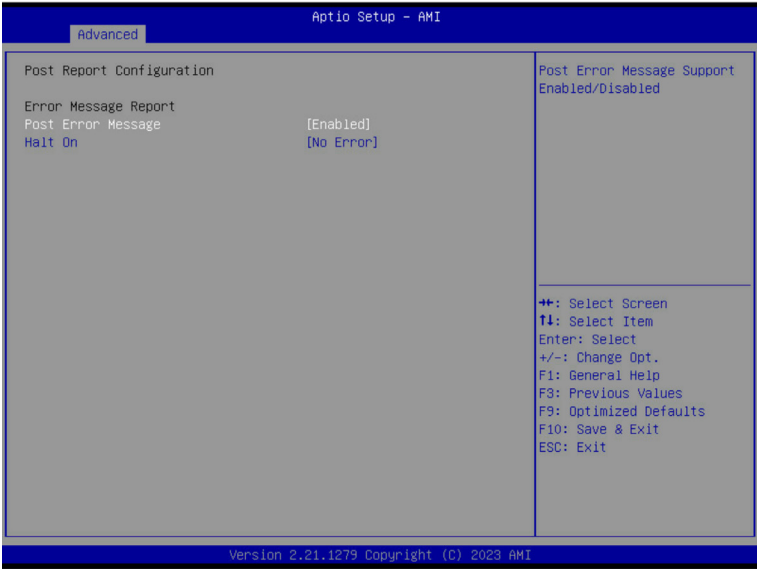 Aptio Setup - AMI
Advanced
Post Report Configuration
Error Message Report
Post Error Message [Enabled]
Halt On [No Error]
Post Error Message Support
Enabled/Disabled
→←: Select Screen
↑↓: Select Item
Enter: Select
+/-: Change Opt.
F1: General Help
F3: Previous Values
F9: Optimized Defaults
F10: Save & Exit
ESC: Exit
Version 2.21.1279 Copyright (C) 2023 AMI